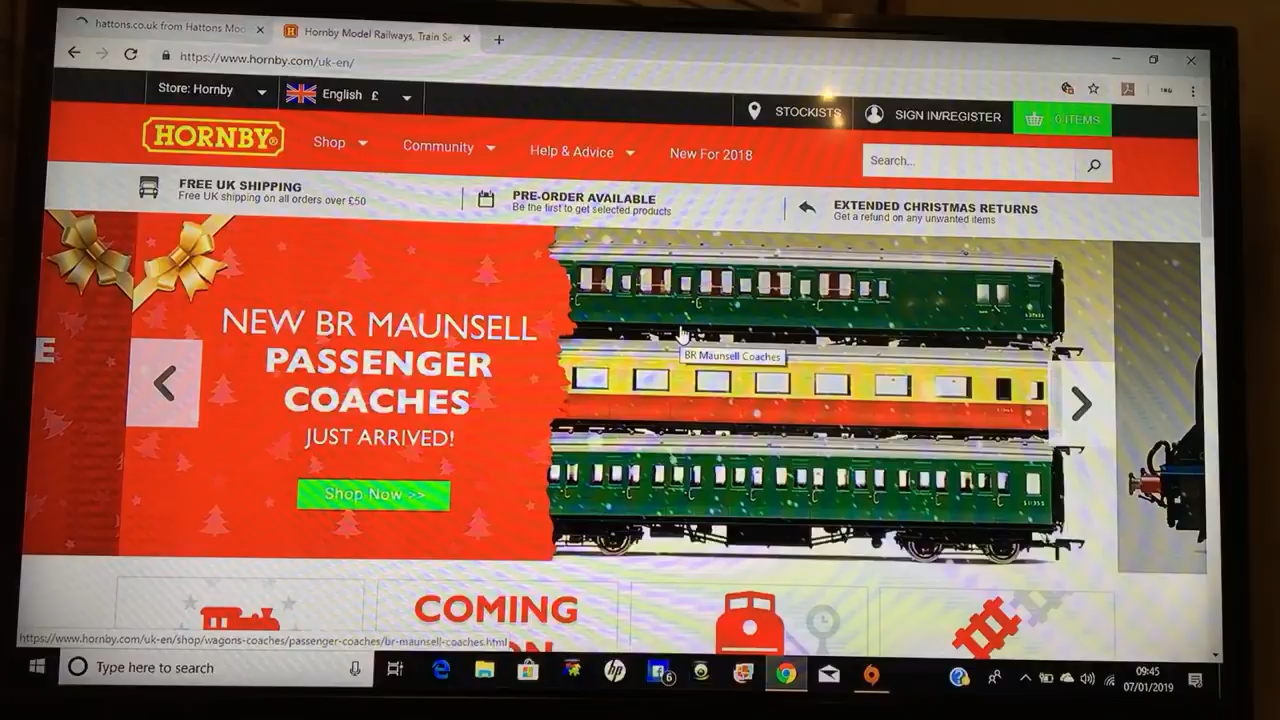 hattons.co.uk from Hattons Moc
Hornby Model Railways, Train Se
https://www.hornby.com/uk-en/
Store: Hornby
English £
STOCKISTS
SIGN IN/REGISTER
0 ITEMS
HORNBY®
Shop
Community
Help & Advice
New For 2018
Search...
FREE UK SHIPPING
Free UK shipping on all orders over £50
PRE-ORDER AVAILABLE
Be the first to get selected products
EXTENDED CHRISTMAS RETURNS
Get a refund on any unwanted items
E
NEW BR MAUNSELL
PASSENGER
COACHES
JUST ARRIVED!
Shop Now >>
BR Maunsell Coaches
COMING
https://www.hornby.com/uk-en/shop/wagons-coaches/passenger-coaches/br-maunsell-coaches.html
Type here to search
hp
6
09:45
07/01/2019